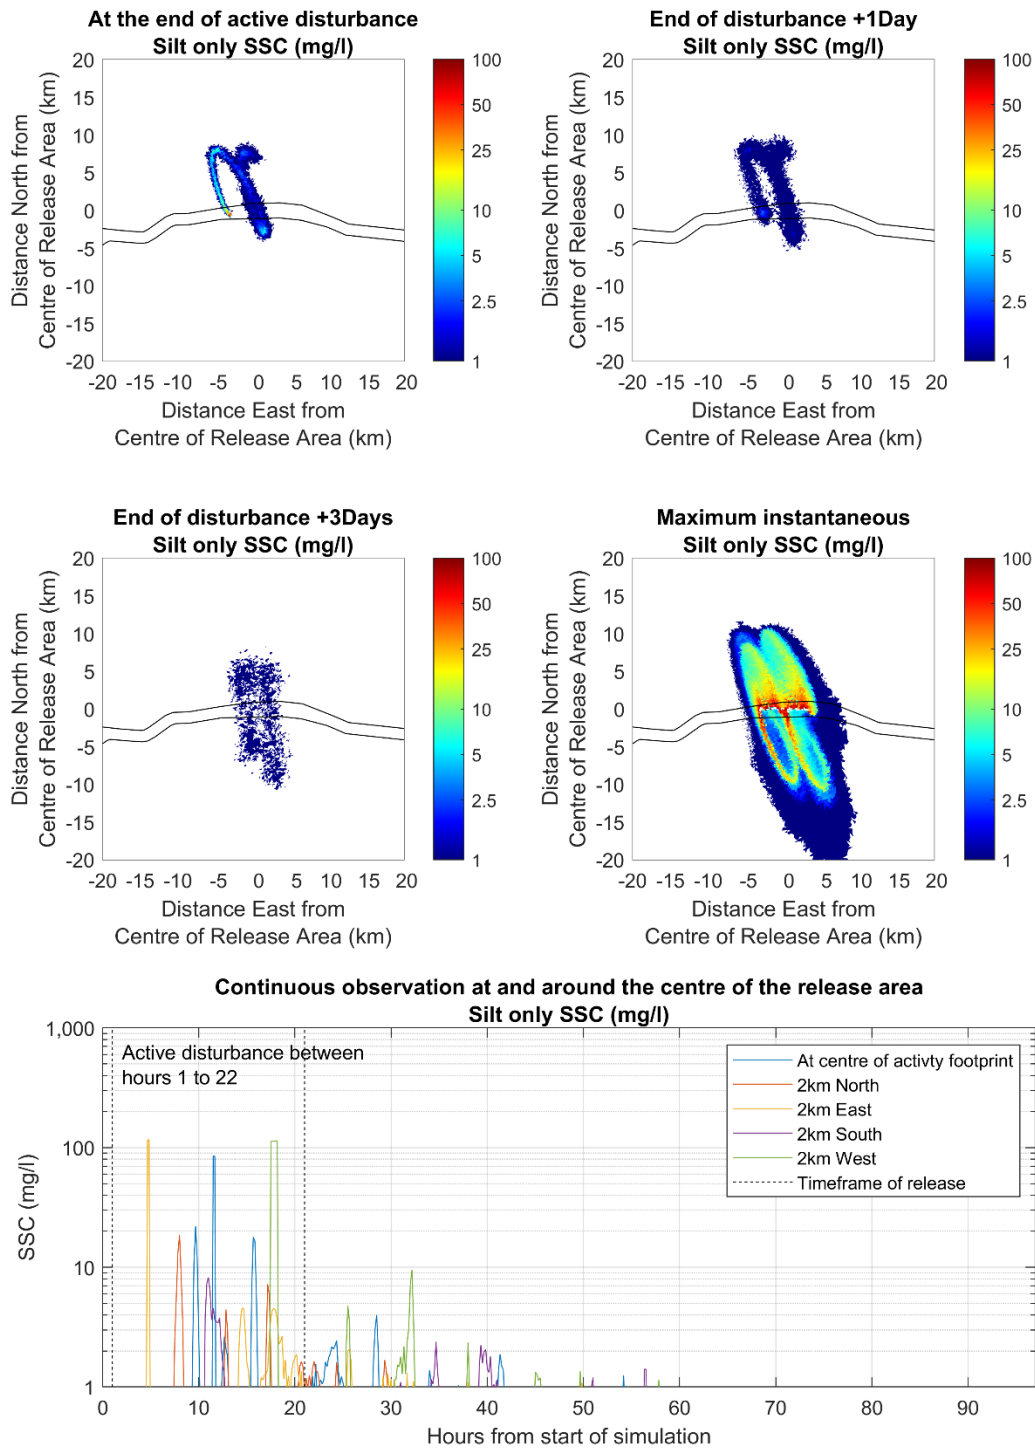 At the end of active disturbance
Silt only SSC (mg/l)
20
15
10
5
0
-5
-10
-15
-20
-20 -15 -10 -5 0 5 10 15 20
Distance North from
Centre of Release Area (km)
Distance East from
Centre of Release Area (km)
100
50
25
10
5
2.5
1
End of disturbance +1Day
Silt only SSC (mg/l)
20
15
10
5
0
-5
-10
-15
-20
-20 -15 -10 -5 0 5 10 15 20
Distance North from
Centre of Release Area (km)
Distance East from
Centre of Release Area (km)
100
50
25
10
5
2.5
1
End of disturbance +3Days
Silt only SSC (mg/l)
20
15
10
5
0
-5
-10
-15
-20
-20 -15 -10 -5 0 5 10 15 20
Distance North from
Centre of Release Area (km)
Distance East from
Centre of Release Area (km)
100
50
25
10
5
2.5
1
Maximum instantaneous
Silt only SSC (mg/l)
20
15
10
5
0
-5
-10
-15
-20
-20 -15 -10 -5 0 5 10 15 20
Distance North from
Centre of Release Area (km)
Distance East from
Centre of Release Area (km)
100
50
25
10
5
2.5
1
Continuous observation at and around the centre of the release area
Silt only SSC (mg/l)
1,000
100
10
1
SSC (mg/l)
Active disturbance between
hours 1 to 22
At centre of activty footprint
2km North
2km East
2km South
2km West
Timeframe of release
0 10 20 30 40 50 60 70 80 90
Hours from start of simulation